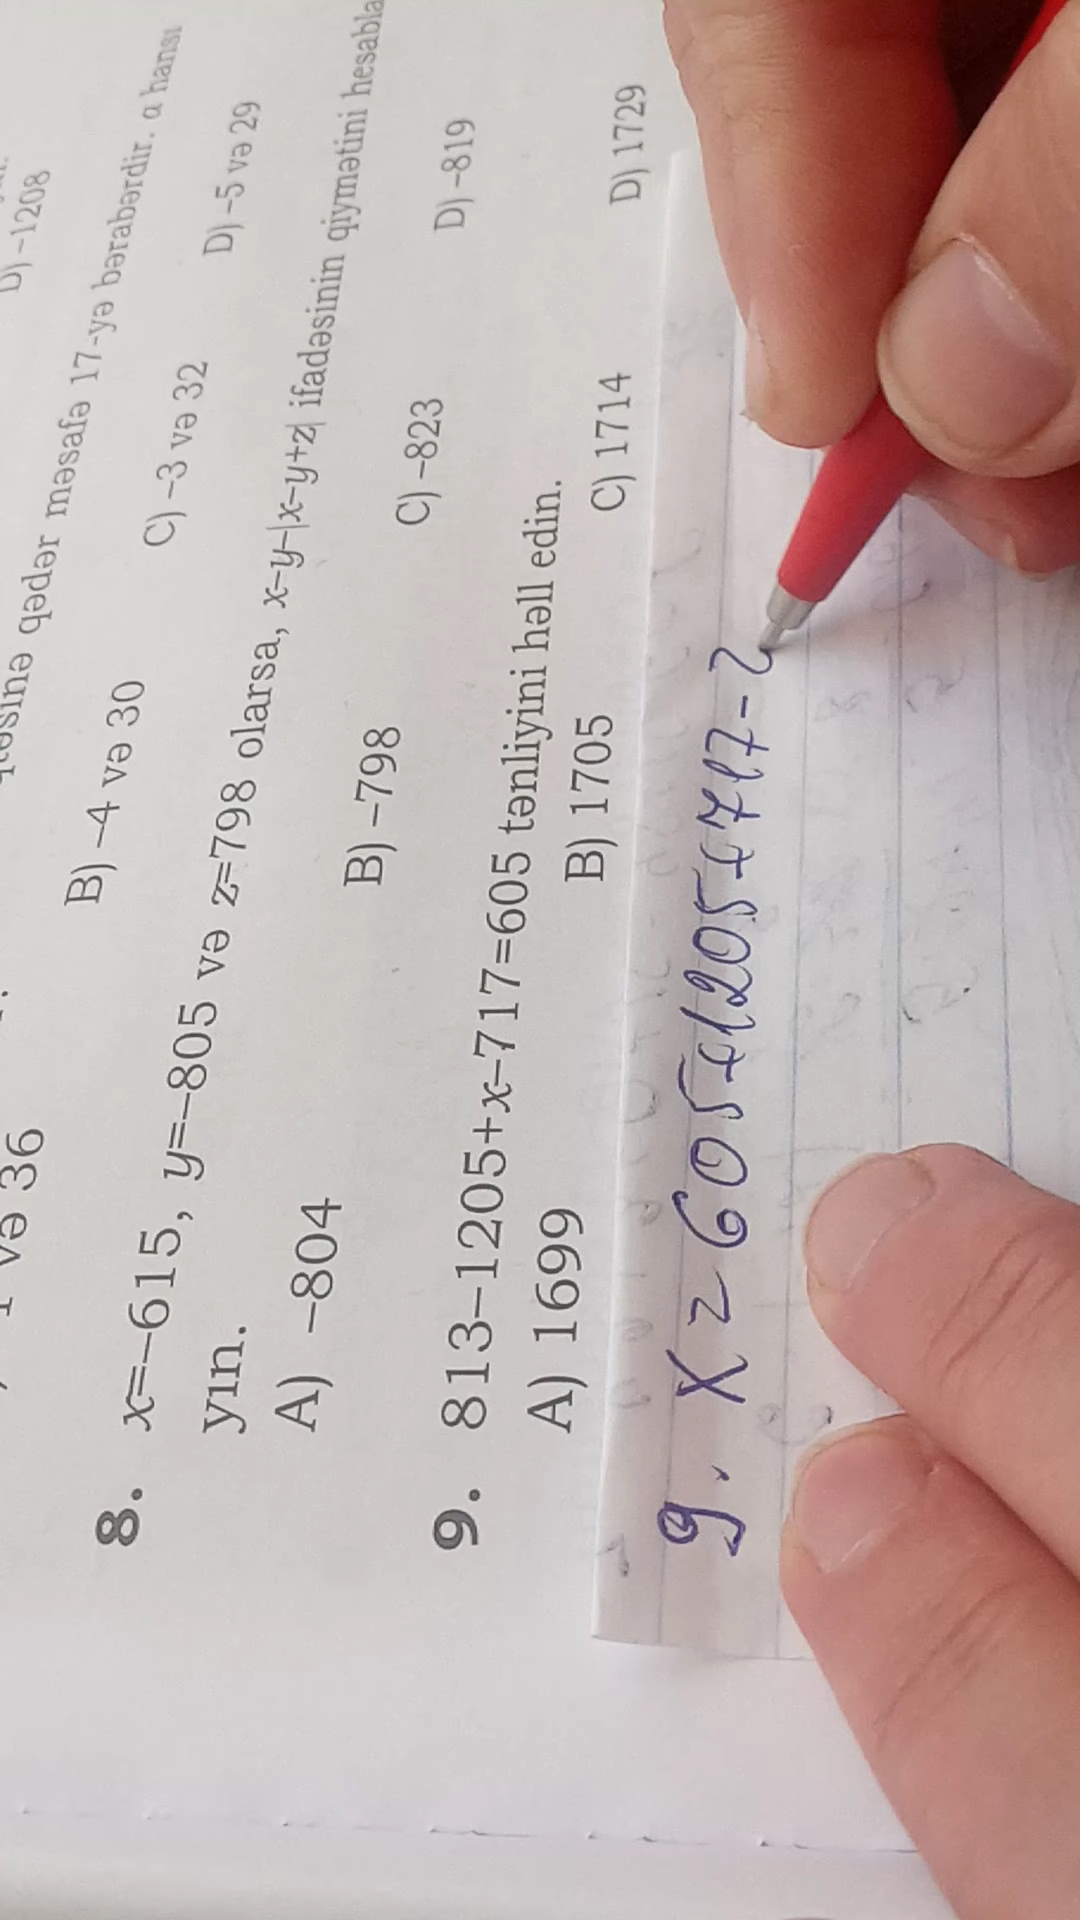 D) –1208
qədər məsafə 17-yə bərabərdir. a hansı
B) –4 və 30 C) –3 və 32 D) –5 və 29
və 36
8. x=–615, y=–805 və z=798 olarsa, x–y–|x–y+z| ifadəsinin qiymətini hesabla
yın.
A) –804 B) –798 C) –823 D) –819
9. 813–1205+x–717=605 tənliyini həll edin.
A) 1699 B) 1705 C) 1714 D) 1729
9. x=605+1205+717-